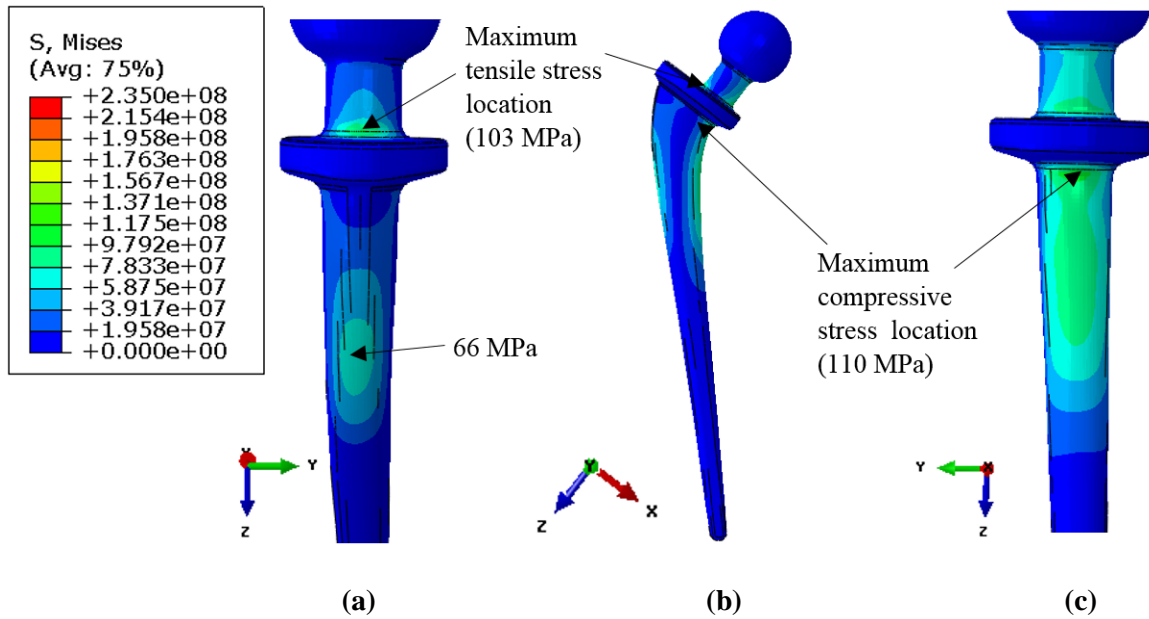 S, Mises
(Avg: 75%)
+2.350e+08
+2.154e+08
+1.958e+08
+1.763e+08
+1.567e+08
+1.371e+08
+1.175e+08
+9.792e+07
+7.833e+07
+5.875e+07
+3.917e+07
+1.958e+07
+0.000e+00
Maximum
tensile stress
location
(103 MPa)
66 MPa
Maximum
compressive
stress location
(110 MPa)
X
Y
Z
Y
Z
X
Y
X
Z
(a)
(b)
(c)